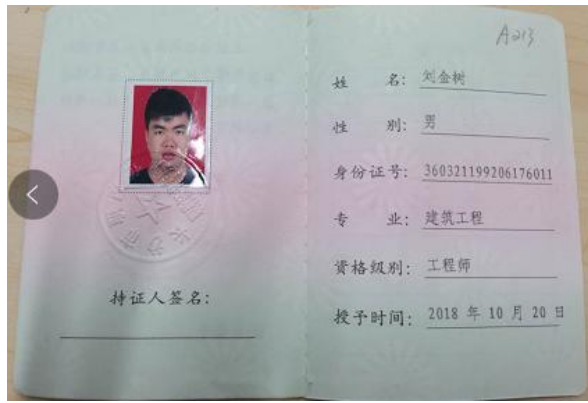 A213
姓 名: 刘金树
性 别: 男
身份证号: 360321199206176011
专 业: 建筑工程
资格级别: 工程师
授予时间: 2018 年 10 月 20 日
持证人签名: